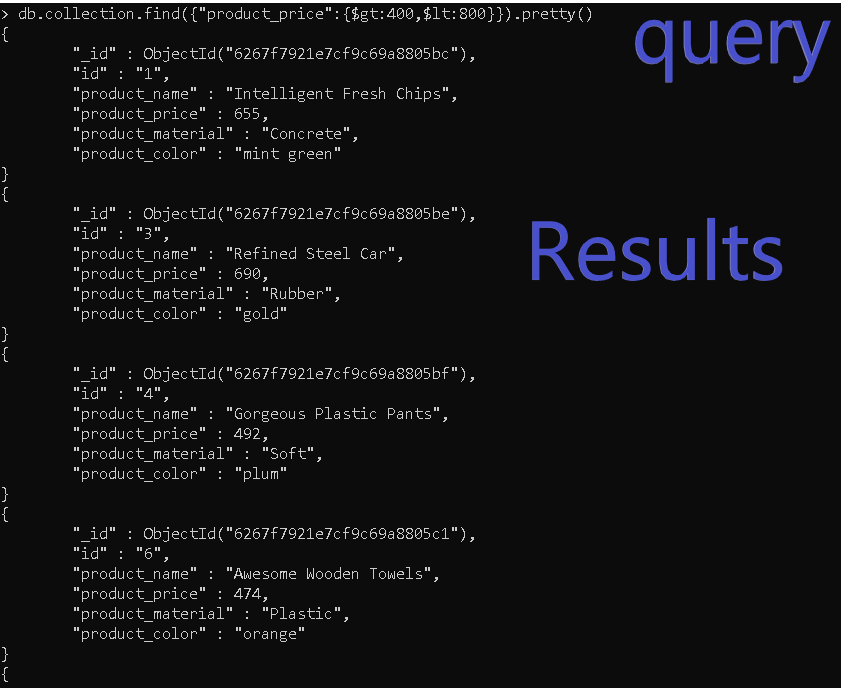 > db.collection.find({"product_price":{$gt:400,$lt:800}}).pretty()
query
{
"_id" : ObjectId("6267f7921e7cf9c69a8805bc"),
"id" : "1",
"product_name" : "Intelligent Fresh Chips",
"product_price" : 655,
"product_material" : "Concrete",
"product_color" : "mint green"
}
{
"_id" : ObjectId("6267f7921e7cf9c69a8805be"),
"id" : "3",
"product_name" : "Refined Steel Car",
Results
"product_price" : 690,
"product_material" : "Rubber",
"product_color" : "gold"
}
{
"_id" : ObjectId("6267f7921e7cf9c69a8805bf"),
"id" : "4",
"product_name" : "Gorgeous Plastic Pants",
"product_price" : 492,
"product_material" : "Soft",
"product_color" : "plum"
}
{
"_id" : ObjectId("6267f7921e7cf9c69a8805c1"),
"id" : "6",
"product_name" : "Awesome Wooden Towels",
"product_price" : 474,
"product_material" : "Plastic",
"product_color" : "orange"
}
{